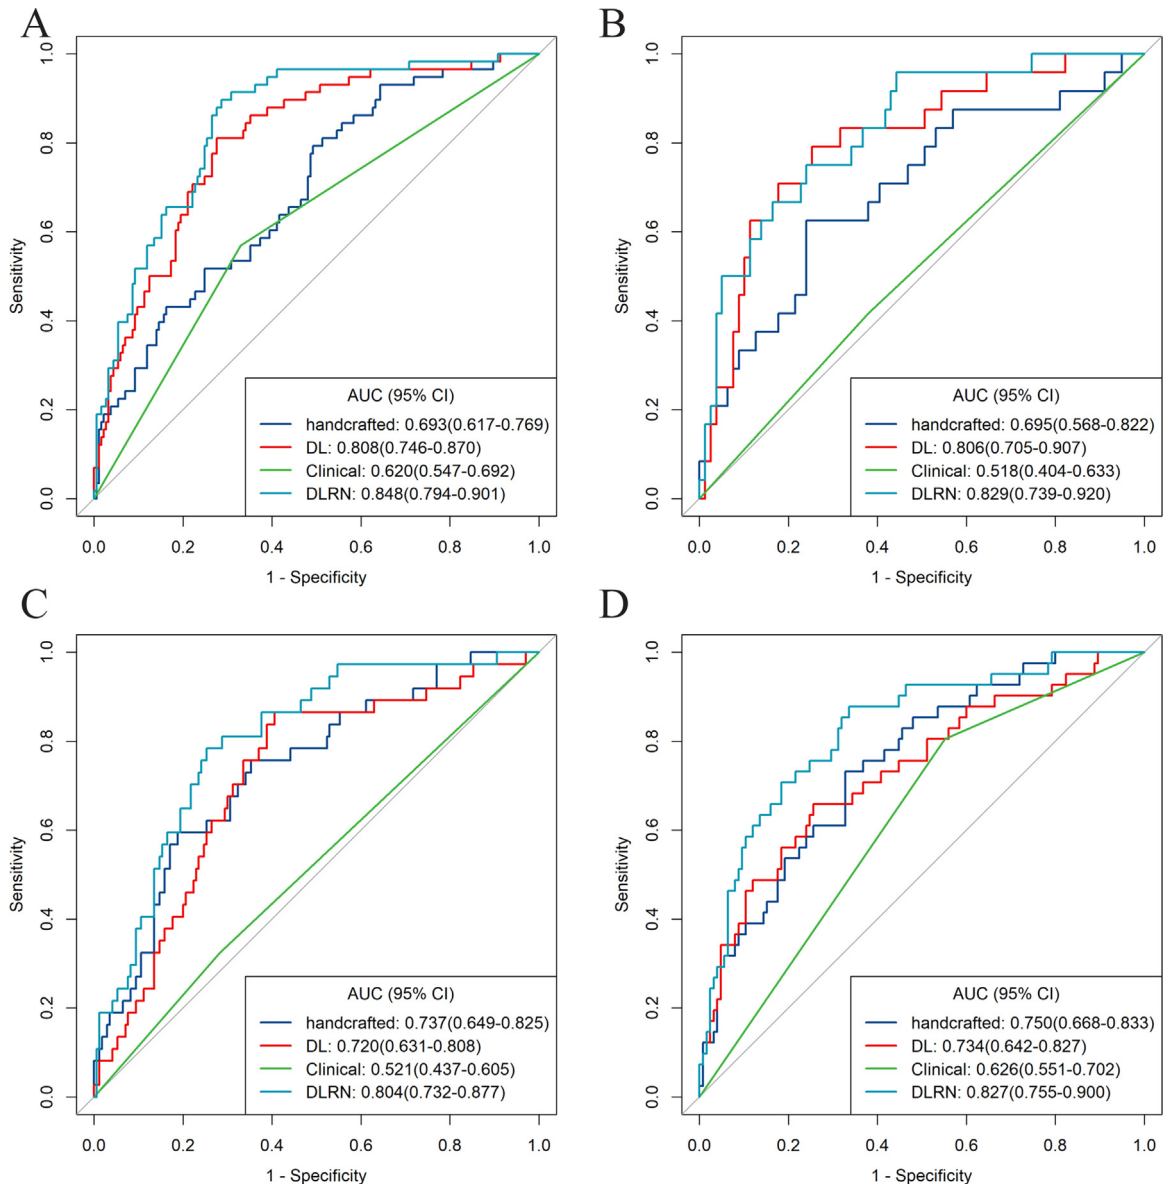 A
1.0
0.8
0.6
0.4
0.2
0.0
Sensitivity
AUC (95% CI)
handcrafted: 0.693(0.617-0.769)
DL: 0.808(0.746-0.870)
Clinical: 0.620(0.547-0.692)
DLRN: 0.848(0.794-0.901)
0.0 0.2 0.4 0.6 0.8 1.0
1 - Specificity
B
1.0
0.8
0.6
0.4
0.2
0.0
Sensitivity
AUC (95% CI)
handcrafted: 0.695(0.568-0.822)
DL: 0.806(0.705-0.907)
Clinical: 0.518(0.404-0.633)
DLRN: 0.829(0.739-0.920)
0.0 0.2 0.4 0.6 0.8 1.0
1 - Specificity
C
1.0
0.8
0.6
0.4
0.2
0.0
Sensitivity
AUC (95% CI)
handcrafted: 0.737(0.649-0.825)
DL: 0.720(0.631-0.808)
Clinical: 0.521(0.437-0.605)
DLRN: 0.804(0.732-0.877)
0.0 0.2 0.4 0.6 0.8 1.0
1 - Specificity
D
1.0
0.8
0.6
0.4
0.2
0.0
Sensitivity
AUC (95% CI)
handcrafted: 0.750(0.668-0.833)
DL: 0.734(0.642-0.827)
Clinical: 0.626(0.551-0.702)
DLRN: 0.827(0.755-0.900)
0.0 0.2 0.4 0.6 0.8 1.0
1 - Specificity